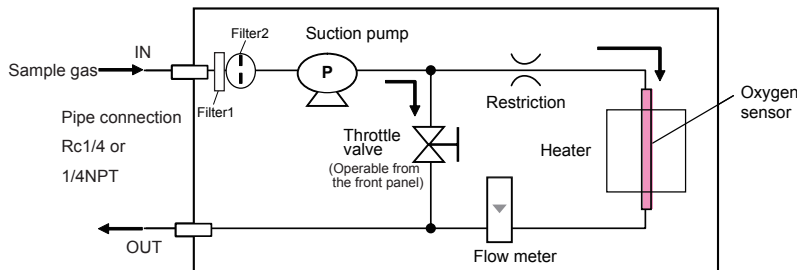 Sample gas
IN
Pipe connection
Rc1/4 or
1/4NPT
OUT
Filter1
Filter2
Suction pump
P
Throttle
valve
(Operable from
the front panel)
Restriction
Heater
Oxygen
sensor
Flow meter